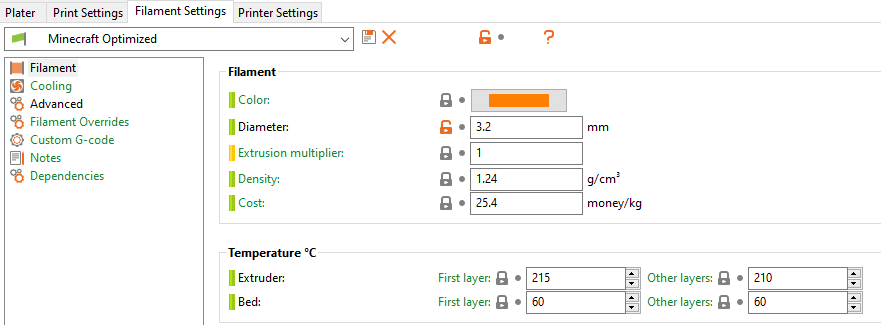 Plater Print Settings Filament Settings Printer Settings
Minecraft Optimized ?
Filament
Cooling
Advanced
Filament Overrides
Custom G-code
Notes
Dependencies
Filament
Color:
Diameter: 3.2 mm
Extrusion multiplier: 1
Density: 1.24 g/cm³
Cost: 25.4 money/kg
Temperature °C
Extruder: First layer: 215 Other layers: 210
Bed: First layer: 60 Other layers: 60